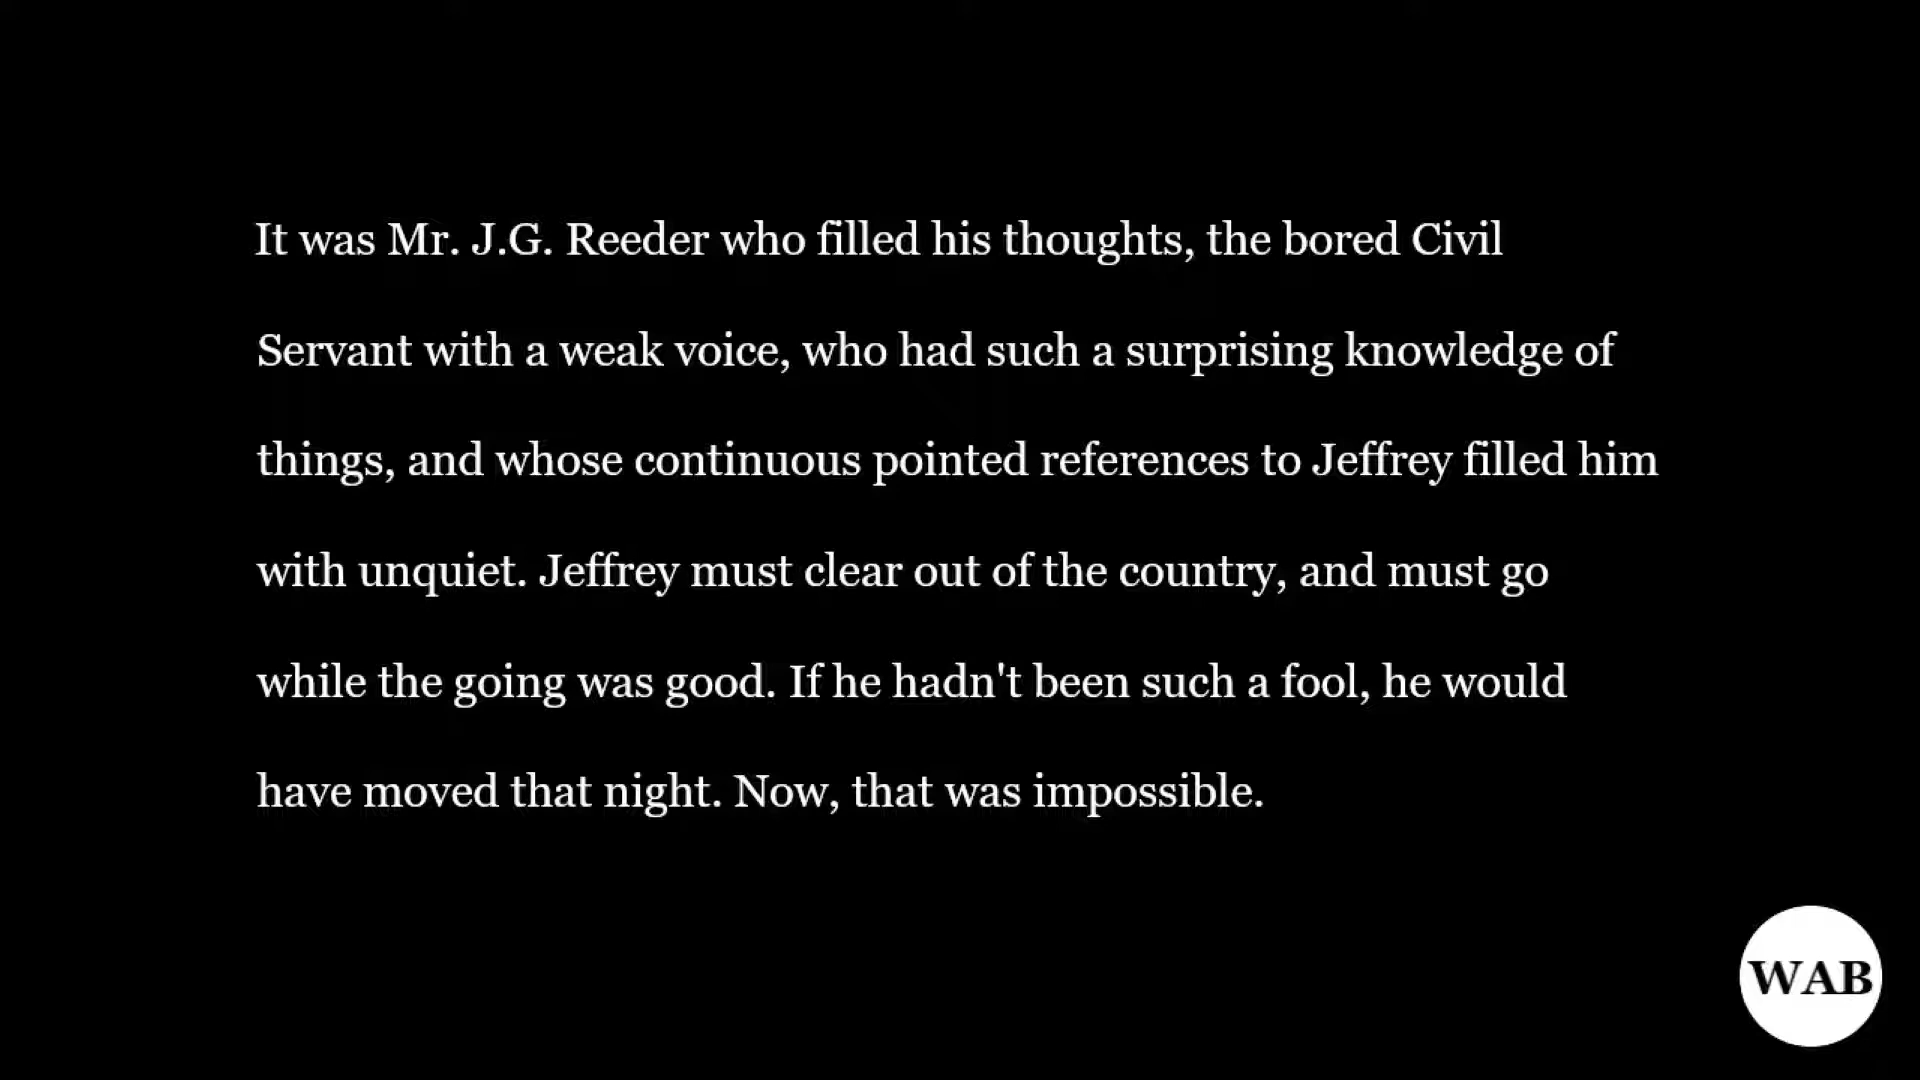 It was Mr. J.G. Reeder who filled his thoughts, the bored Civil
Servant with a weak voice, who had such a surprising knowledge of
things, and whose continuous pointed references to Jeffrey filled him
with unquiet. Jeffrey must clear out of the country, and must go
while the going was good. If he hadn't been such a fool, he would
have moved that night. Now, that was impossible.
WAB